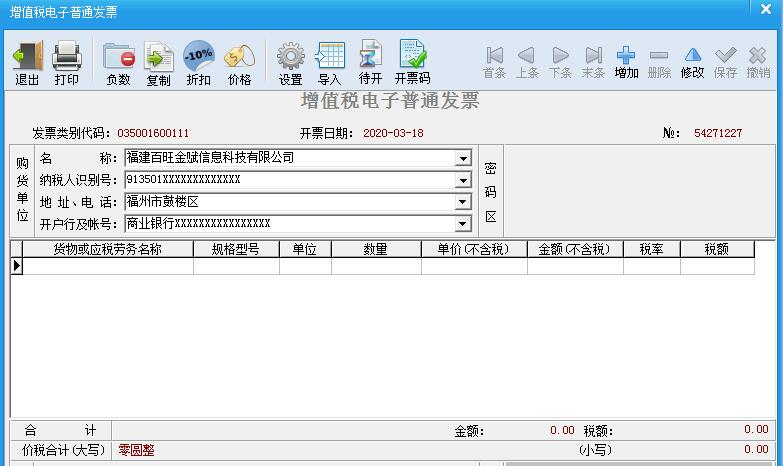 增值税电子普通发票
退出 打印 负数 复制 -10% 折扣 价格 设置 导入 待开 开票码 首条 上条 下条 末条 增加 删除 修改 保存 撤销
增值税电子普通发票
发票类别代码: 035001600111 开票日期: 2020-03-18 №: 54271227
购货单位
名 称: 福建百旺金赋信息科技有限公司
纳税人识别号: 913501XXXXXXXXXXXXX
地 址、电 话: 福州市鼓楼区
开户行及帐号: 商业银行XXXXXXXXXXXXXXXX
密码区
货物或应税劳务名称 规格型号 单位 数量 单价(不含税) 金额(不含税) 税率 税额
合 计 金额: 0.00 税额: 0.00
价税合计(大写) 零圆整 (小写) 0.00